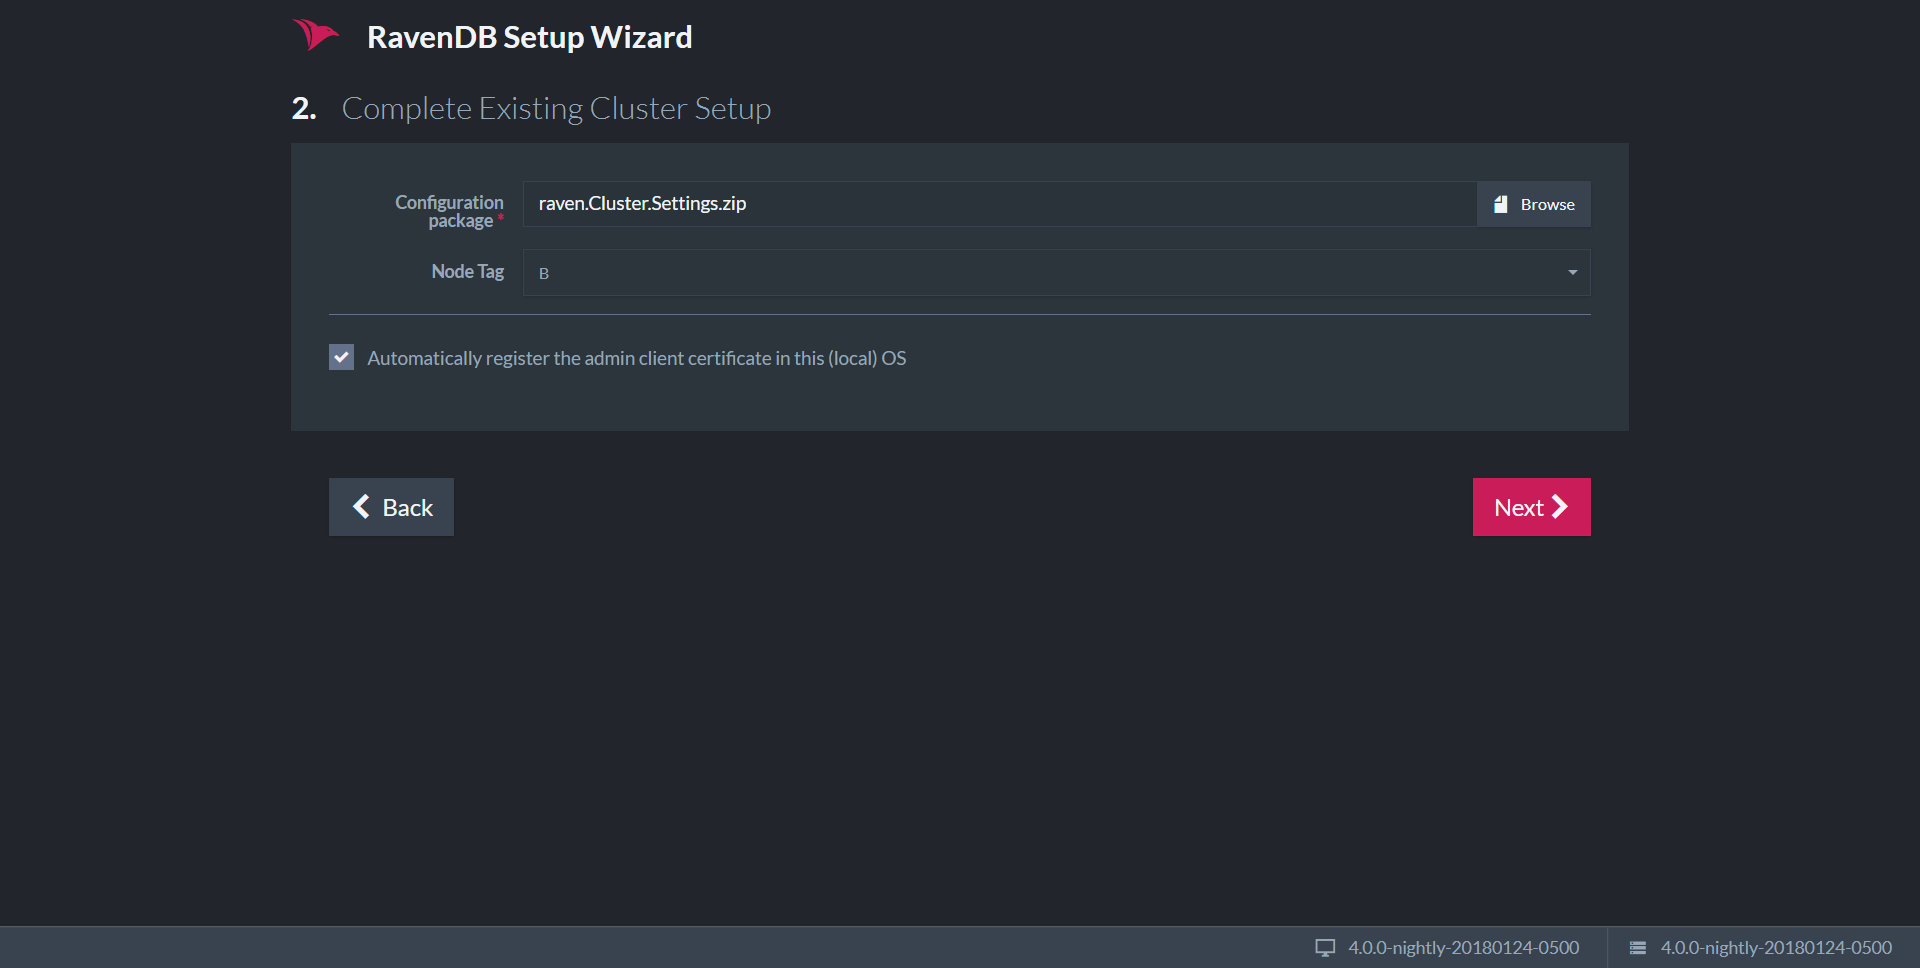 RavenDB Setup Wizard
2. Complete Existing Cluster Setup
Configuration
package *
raven.Cluster.Settings.zip
Browse
Node Tag
B
Automatically register the admin client certificate in this (local) OS
Back
Next
4.0.0-nightly-20180124-0500
4.0.0-nightly-20180124-0500